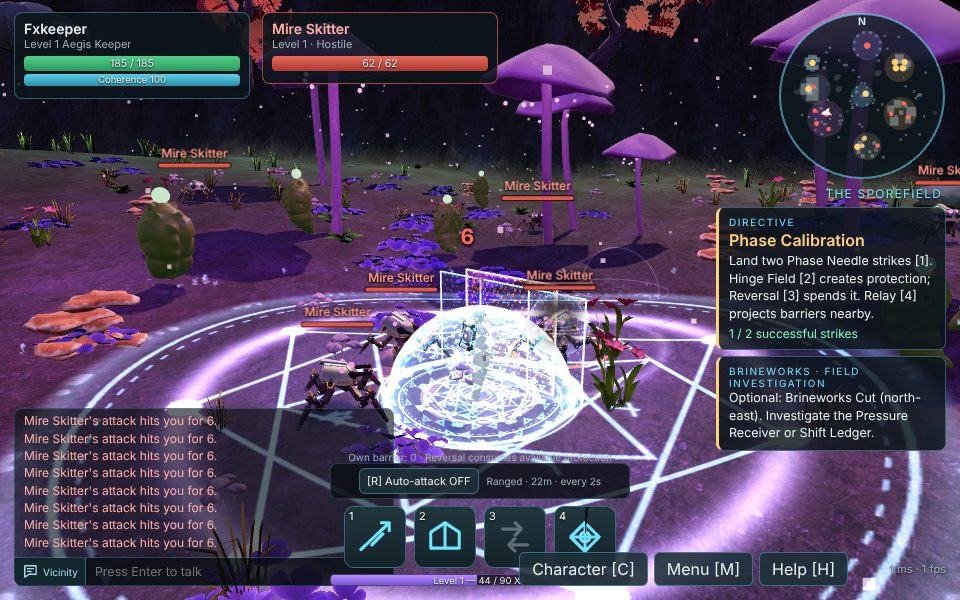 Fxkeeper
Level 1 Aegis Keeper
185 / 185
Coherence 100
Mire Skitter
Level 1 · Hostile
62 / 62
N
Mire Skitter
Mire Skitter
Mire Sk
THE SPOREFIELD
6
Mire Skitter
Mire Skitter
Mire Skitter
DIRECTIVE
Phase Calibration
Land two Phase Needle strikes [1].
Hinge Field [2] creates protection;
Reversal [3] spends it. Relay [4]
projects barriers nearby.
1 / 2 successful strikes
BRINEWORKS · FIELD
INVESTIGATION
Optional: Brineworks Cut (north-
east). Investigate the Pressure
Receiver or Shift Ledger.
Mire Skitter's attack hits you for 6.
Mire Skitter's attack hits you for 6.
Mire Skitter's attack hits you for 6.
Mire Skitter's attack hits you for 6.
Mire Skitter's attack hits you for 6.
Mire Skitter's attack hits you for 6.
Mire Skitter's attack hits you for 6.
Mire Skitter's attack hits you for 6.
Vicinity
Press Enter to talk
Own barrier: 0 · Reversal consumes available protection
[R] Auto-attack OFF
Ranged · 22m · every 2s
1
2
3
4
Level 1 — 44 / 90 X
Character [C]
Menu [M]
Help [H]
ms · 1 fps